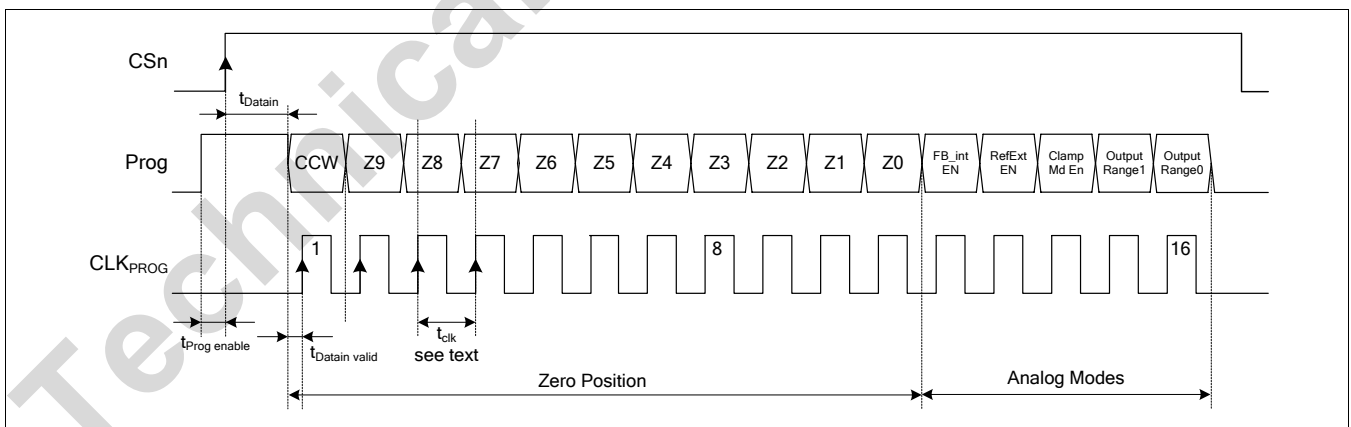 CSn
tDatain
Prog
CCW Z9 Z8 Z7 Z6 Z5 Z4 Z3 Z2 Z1 Z0
FB_int
EN
RefExt
EN
Clamp
Md En
Output
Range1
Output
Range0
CLKPROG
1 8 16
tProg enable
tDatain valid
tclk
see text
Zero Position
Analog Modes
Technical